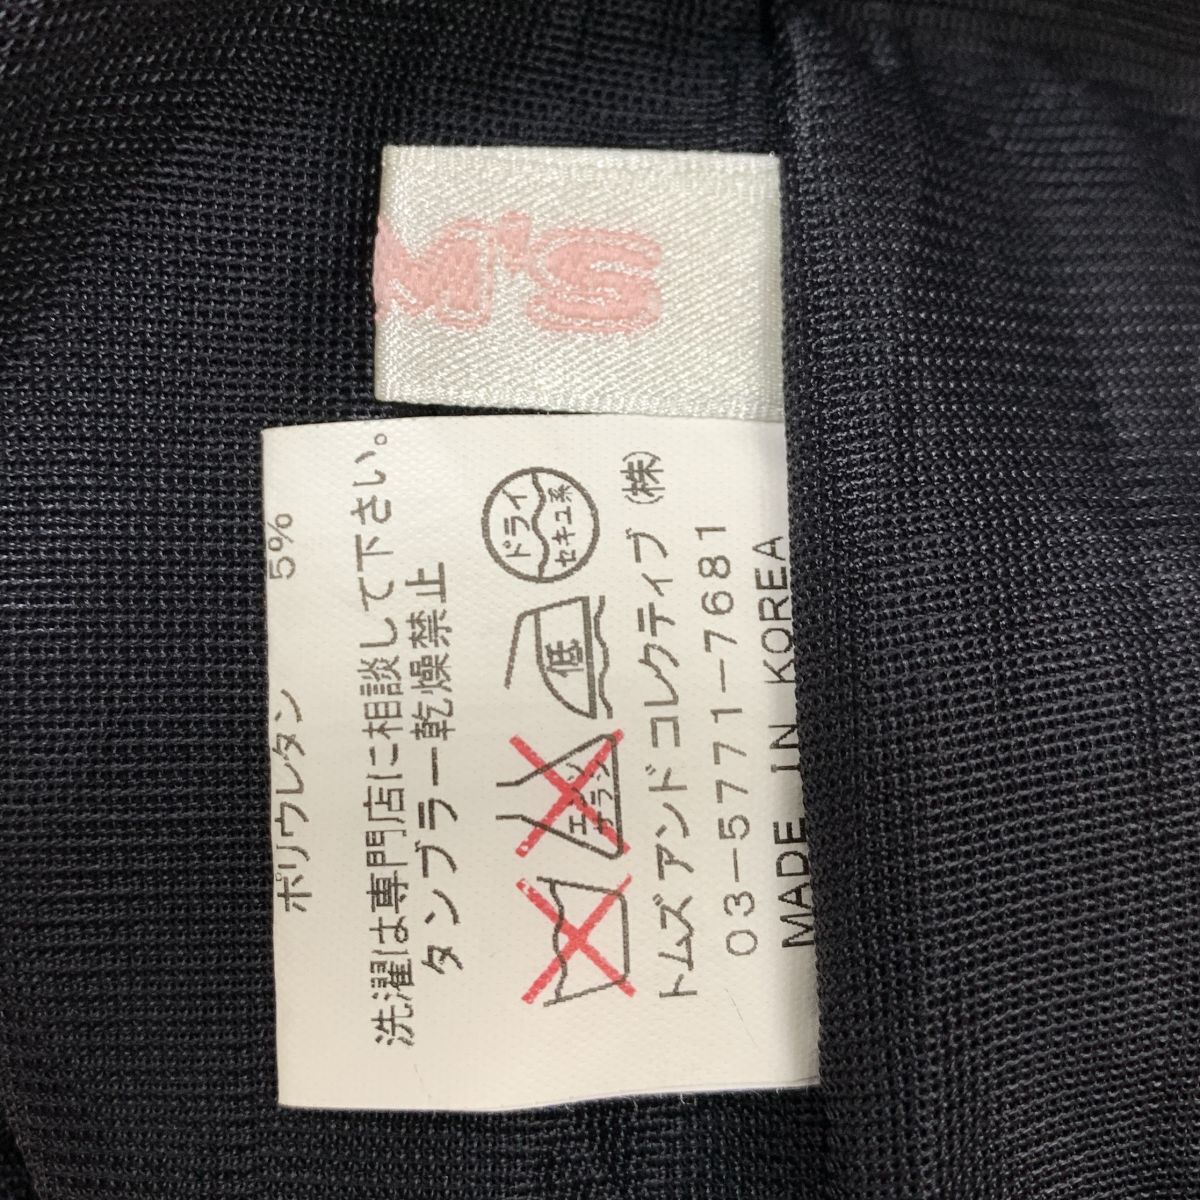 M'S
ポリウレタン 5%
洗濯は専門店に相談して下さい。
タンブラー乾燥禁止
エンソ サラシ 低 ドライ セキユ系
トムズアンドコレクティブ(株)
03-5771-7681
MADE IN KOREA